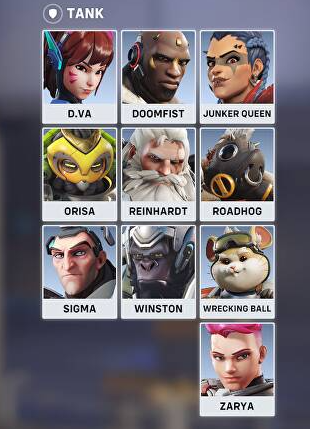 TANK
D.VA
DOOMFIST
JUNKER QUEEN
ORISA
REINHARDT
ROADHOG
SIGMA
WINSTON
WRECKING BALL
ZARYA